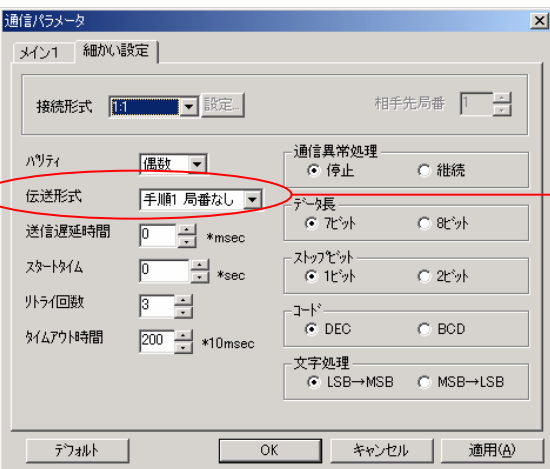 通信パラメータ
メイン1 細かい設定
接続形式 1:1 設定... 相手先局番 1
パリティ 偶数
伝送形式 手順1 局番なし
送信遅延時間 0 *msec
スタートタイム 0 *sec
リトライ回数 3
タイムアウト時間 200 *10msec
通信異常処理
停止 継続
データ長
7ビット 8ビット
ストップビット
1ビット 2ビット
コード
DEC BCD
文字処理
LSB→MSB MSB→LSB
デフォルト OK キャンセル 適用(A)